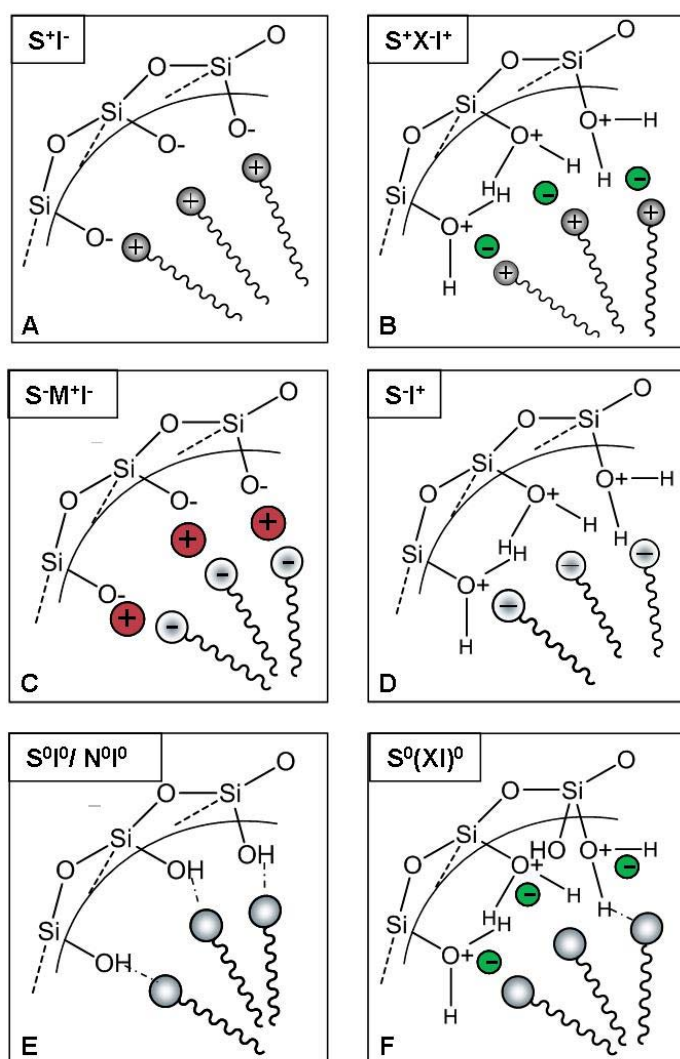 S⁺I⁻
O
O Si
Si
O O- O-
+
Si +
O- +
A
S⁺X⁻I⁺
O
O Si
Si
O O+ O+ H
H H H
- -
Si H + +
O+ -
H +
B
S⁻M⁺I⁻
O
O Si
Si
O O- O-
+ +
Si - -
O-
+ -
C
S⁻I⁺
O
O Si
Si
O O+ O+ H
H H H
Si H - -
O+
H -
D
S⁰I⁰/ N⁰I⁰
O
O Si
Si
O OH OH
Si
OH
E
S⁰(XI)⁰
O
O Si
Si HO O+ H
O O+ -
H - H H
Si H
O+ -
H
F